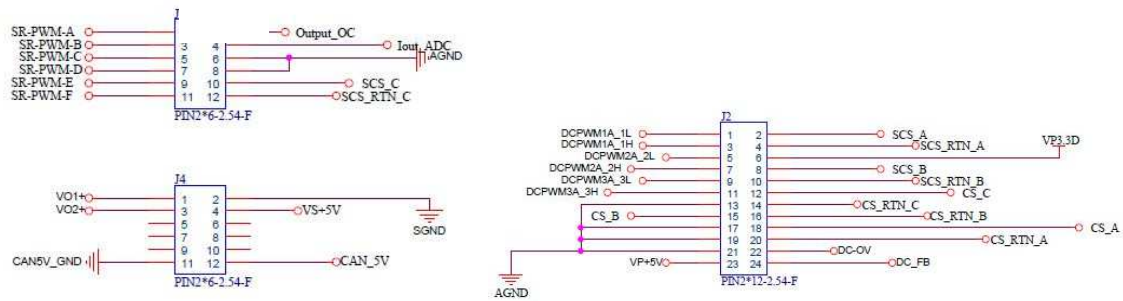 J
SR-PWM-A Output_OC
SR-PWM-B 3 4 Iout_ADC
SR-PWM-C 5 6 AGND
SR-PWM-D 7 8
SR-PWM-E 9 10 SCS_C
SR-PWM-F 11 12 SCS_RTN_C
PIN2*6-2.54-F
J4
VO1+ 1 2
VO2+ 3 4 VS+5V
5 6
SGND
7 8
9 10
CAN5V_GND 11 12 CAN_5V
PIN2*6-2.54-F
J2
DCPWM1A_1L 1 2 SCS_A
DCPWM1A_1H 3 4 SCS_RTN_A
VP3.3D
DCPWM2A_2L 5 6
DCPWM2A_2H 7 8 SCS_B
DCPWM3A_3L 9 10 SCS_RTN_B
DCPWM3A_3H 11 12 CS_C
13 14 CS_RTN_C
CS_B 15 16 CS_RTN_B
17 18 CS_A
19 20 CS_RTN_A
21 22 DC-OV
VP+5V 23 24 DC_FB
PIN2*12-2.54-F
AGND